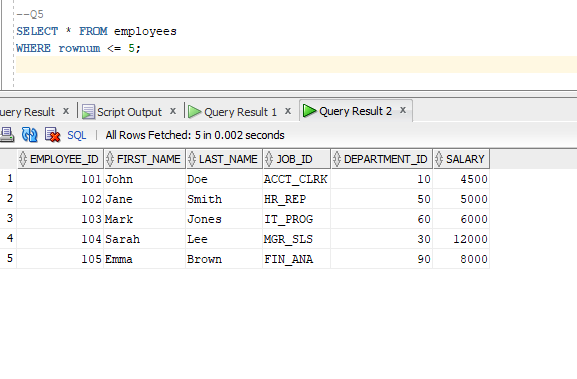 --Q5
SELECT * FROM employees
WHERE rownum <= 5;
uery Result x Script Output x Query Result 1 x Query Result 2 x
SQL | All Rows Fetched: 5 in 0.002 seconds
EMPLOYEE_ID FIRST_NAME LAST_NAME JOB_ID DEPARTMENT_ID SALARY
1 101 John Doe ACCT_CLRK 10 4500
2 102 Jane Smith HR_REP 50 5000
3 103 Mark Jones IT_PROG 60 6000
4 104 Sarah Lee MGR_SLS 30 12000
5 105 Emma Brown FIN_ANA 90 8000